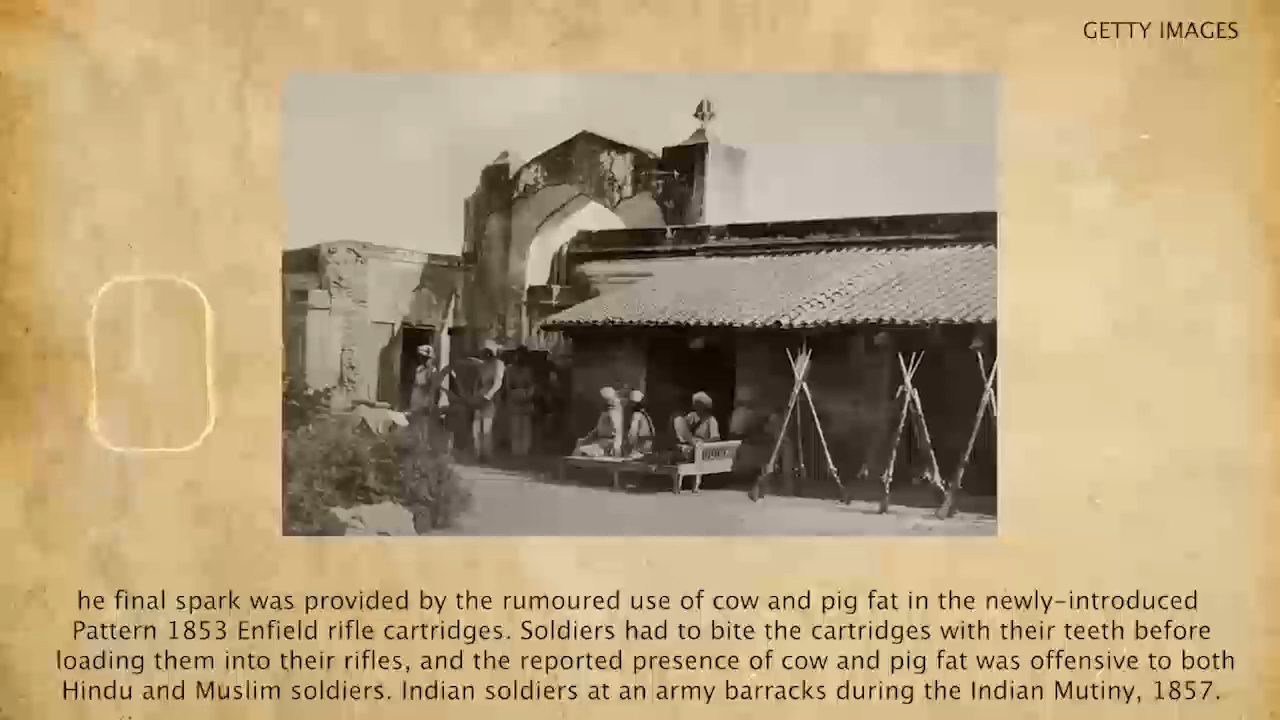 GETTY IMAGES
he final spark was provided by the rumoured use of cow and pig fat in the newly-introduced
Pattern 1853 Enfield rifle cartridges. Soldiers had to bite the cartridges with their teeth before
loading them into their rifles, and the reported presence of cow and pig fat was offensive to both
Hindu and Muslim soldiers. Indian soldiers at an army barracks during the Indian Mutiny, 1857.